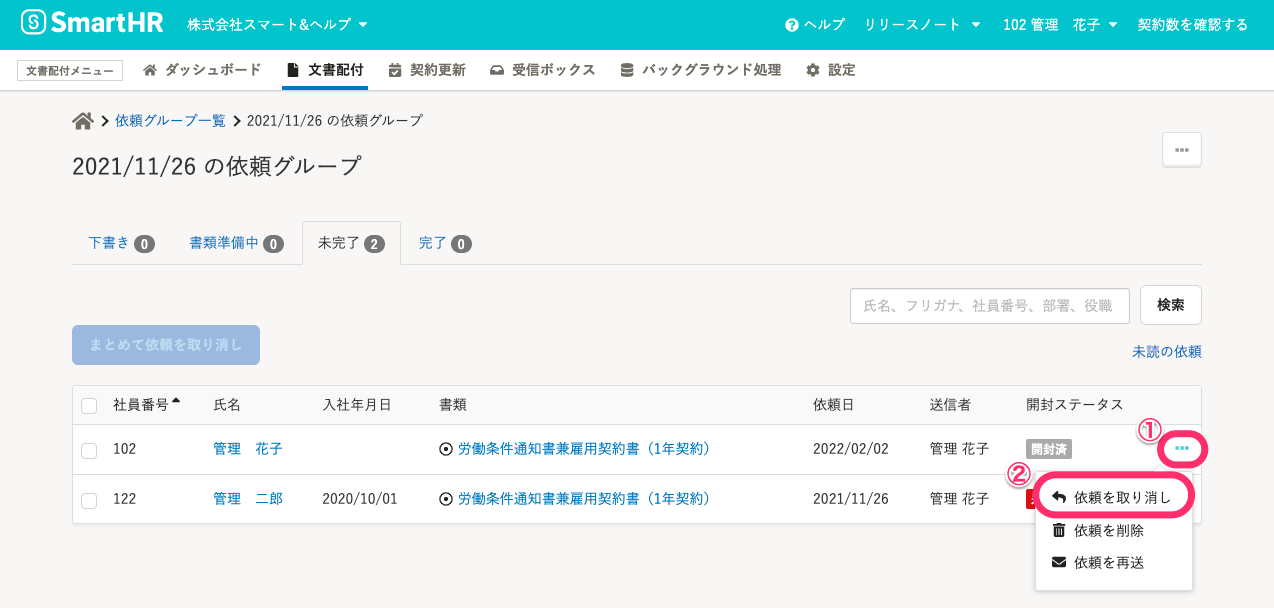 SmartHR 株式会社スマート&ヘルプ ヘルプ リリースノート 102 管理 花子 契約数を確認する
文書配付メニュー ダッシュボード 文書配付 契約更新 受信ボックス バックグラウンド処理 設定
依頼グループ一覧 2021/11/26 の依頼グループ
2021/11/26 の依頼グループ
下書き 0 書類準備中 0 未完了 2 完了 0
氏名、フリガナ、社員番号、部署、役職 検索
まとめて依頼を取り消し
未読の依頼
社員番号 氏名 入社年月日 書類 依頼日 送信者 開封ステータス
①
102 管理 花子 労働条件通知書兼雇用契約書（1年契約） 2022/02/02 管理 花子 開封済
②
122 管理 二郎 2020/10/01 労働条件通知書兼雇用契約書（1年契約） 2021/11/26 管理 花子
依頼を取り消し
依頼を削除
依頼を再送